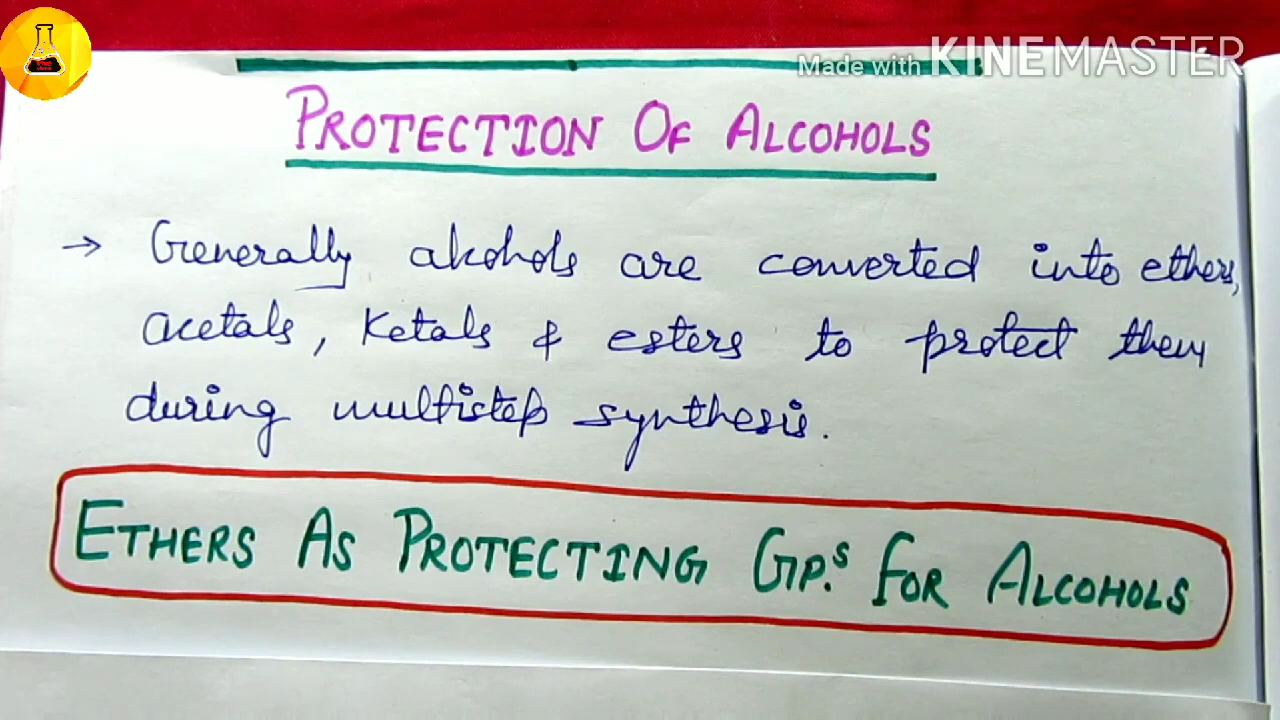 Made with KINEMASTER
PROTECTION OF ALCOHOLS
→ Generally alcohols are converted into ethers,
acetals, Ketals & esters to protect them
during multistep synthesis.
ETHERS AS PROTECTING GP.s FOR ALCOHOLS